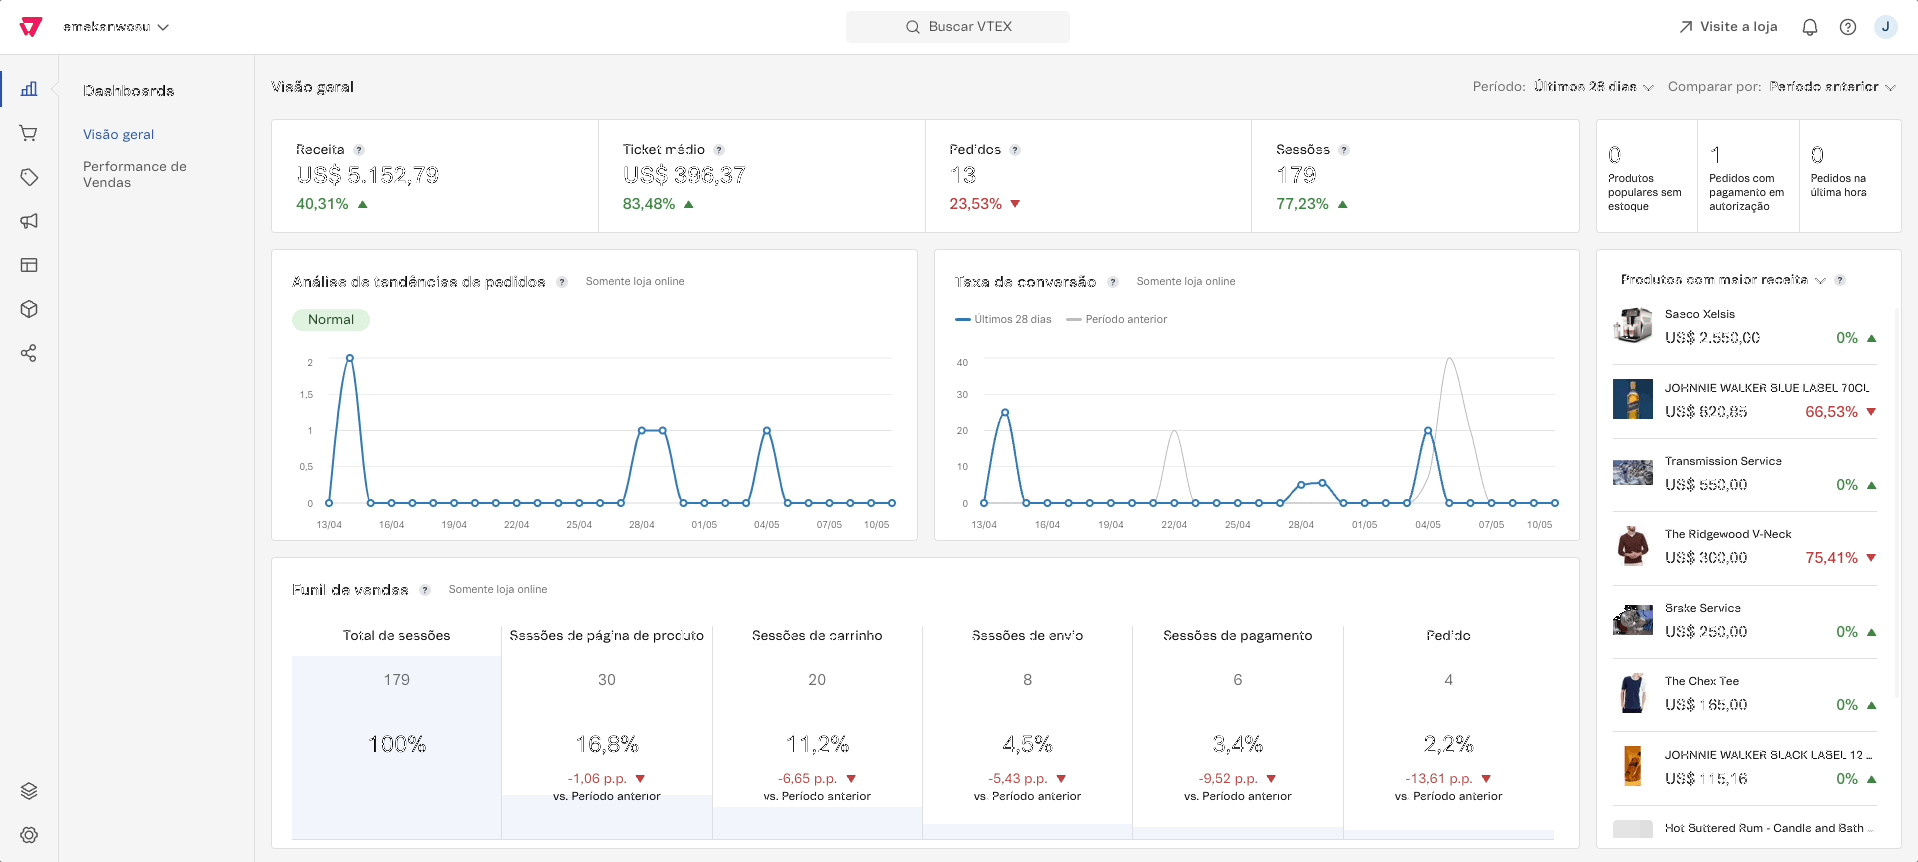 emekanwosu
Buscar VTEX
Visite a loja
J
Dashboards
Visão geral
Performance de
Vendas
Visão geral
Período: Últimos 28 dias
Comparar por: Período anterior
Receita ?
US$ 5.152,79
40,31%
Ticket médio ?
US$ 396,37
83,48%
Pedidos ?
13
23,53%
Sessões ?
179
77,23%
0
Produtos
populares sem
estoque
1
Pedidos com
pagamento em
autorização
0
Pedidos na
última hora
Análise de tendências de pedidos ? Somente loja online
Normal
2
1,5
1
0,5
0
13/04 16/04 19/04 22/04 25/04 28/04 01/05 04/05 07/05 10/05
Taxa de conversão ? Somente loja online
Últimos 28 dias Período anterior
40
30
20
10
0
13/04 16/04 19/04 22/04 25/04 28/04 01/05 04/05 07/05 10/05
Funil de vendas ? Somente loja online
Total de sessões
179
100%
Sessões de página de produto
30
16,8%
-1,06 p.p.
vs. Período anterior
Sessões de carrinho
20
11,2%
-6,65 p.p.
vs. Período anterior
Sessões de envio
8
4,5%
-5,43 p.p.
vs. Período anterior
Sessões de pagamento
6
3,4%
-9,52 p.p.
vs. Período anterior
Pedido
4
2,2%
-13,61 p.p.
vs. Período anterior
Produtos com maior receita ?
Saeco Xelsis
US$ 2.550,00 0%
JOHNNIE WALKER BLUE LABEL 70CL
US$ 620,85 66,53%
Transmission Service
US$ 550,00 0%
The Ridgewood V-Neck
US$ 300,00 75,41%
Brake Service
US$ 250,00 0%
The Chex Tee
US$ 165,00 0%
JOHNNIE WALKER BLACK LABEL 12 ...
US$ 115,16 0%
Hot Buttered Rum - Candle and Bath ...